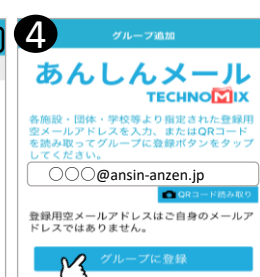 4
グループ追加
あんしんメール
TECHNOMIX
各施設・団体・学校等より指定された登録用
空メールアドレスを入力、またはQRコード
を読み取ってグループに登録ボタンをタップ
してください。
○○○@ansin-anzen.jp
QRコード読み取り
登録用空メールアドレスはご自身のメールア
ドレスではありません。
グループに登録